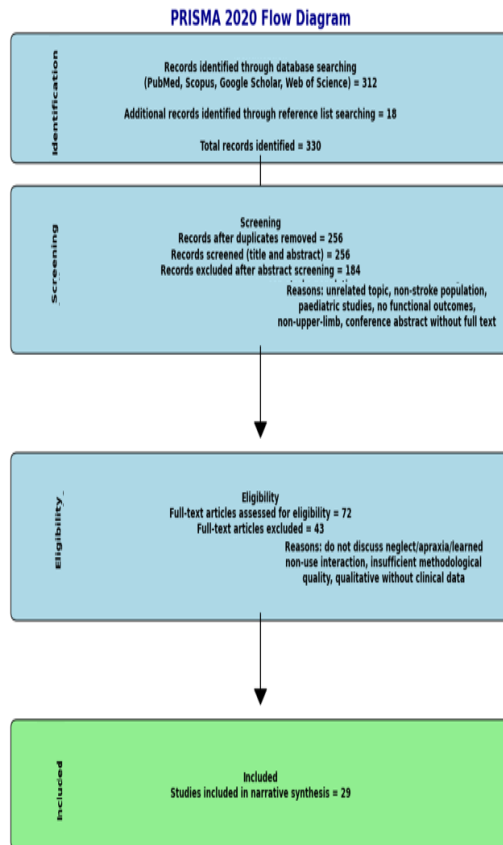 PRISMA 2020 Flow Diagram
Identification
Records identified through database searching
(PubMed, Scopus, Google Scholar, Web of Science) = 312
Additional records identified through reference list searching = 18
Total records identified = 330
Screening
Screening
Records after duplicates removed = 256
Records screened (title and abstract) = 256
Records excluded after abstract screening = 184
Reasons: unrelated topic, non-stroke population,
paediatric studies, no functional outcomes,
non-upper-limb, conference abstract without full text
Eligibility
Eligibility
Full-text articles assessed for eligibility = 72
Full-text articles excluded = 43
Reasons: do not discuss neglect/apraxia/learned
non-use interaction, insufficient methodological
quality, qualitative without clinical data
Included
Included
Studies included in narrative synthesis = 29